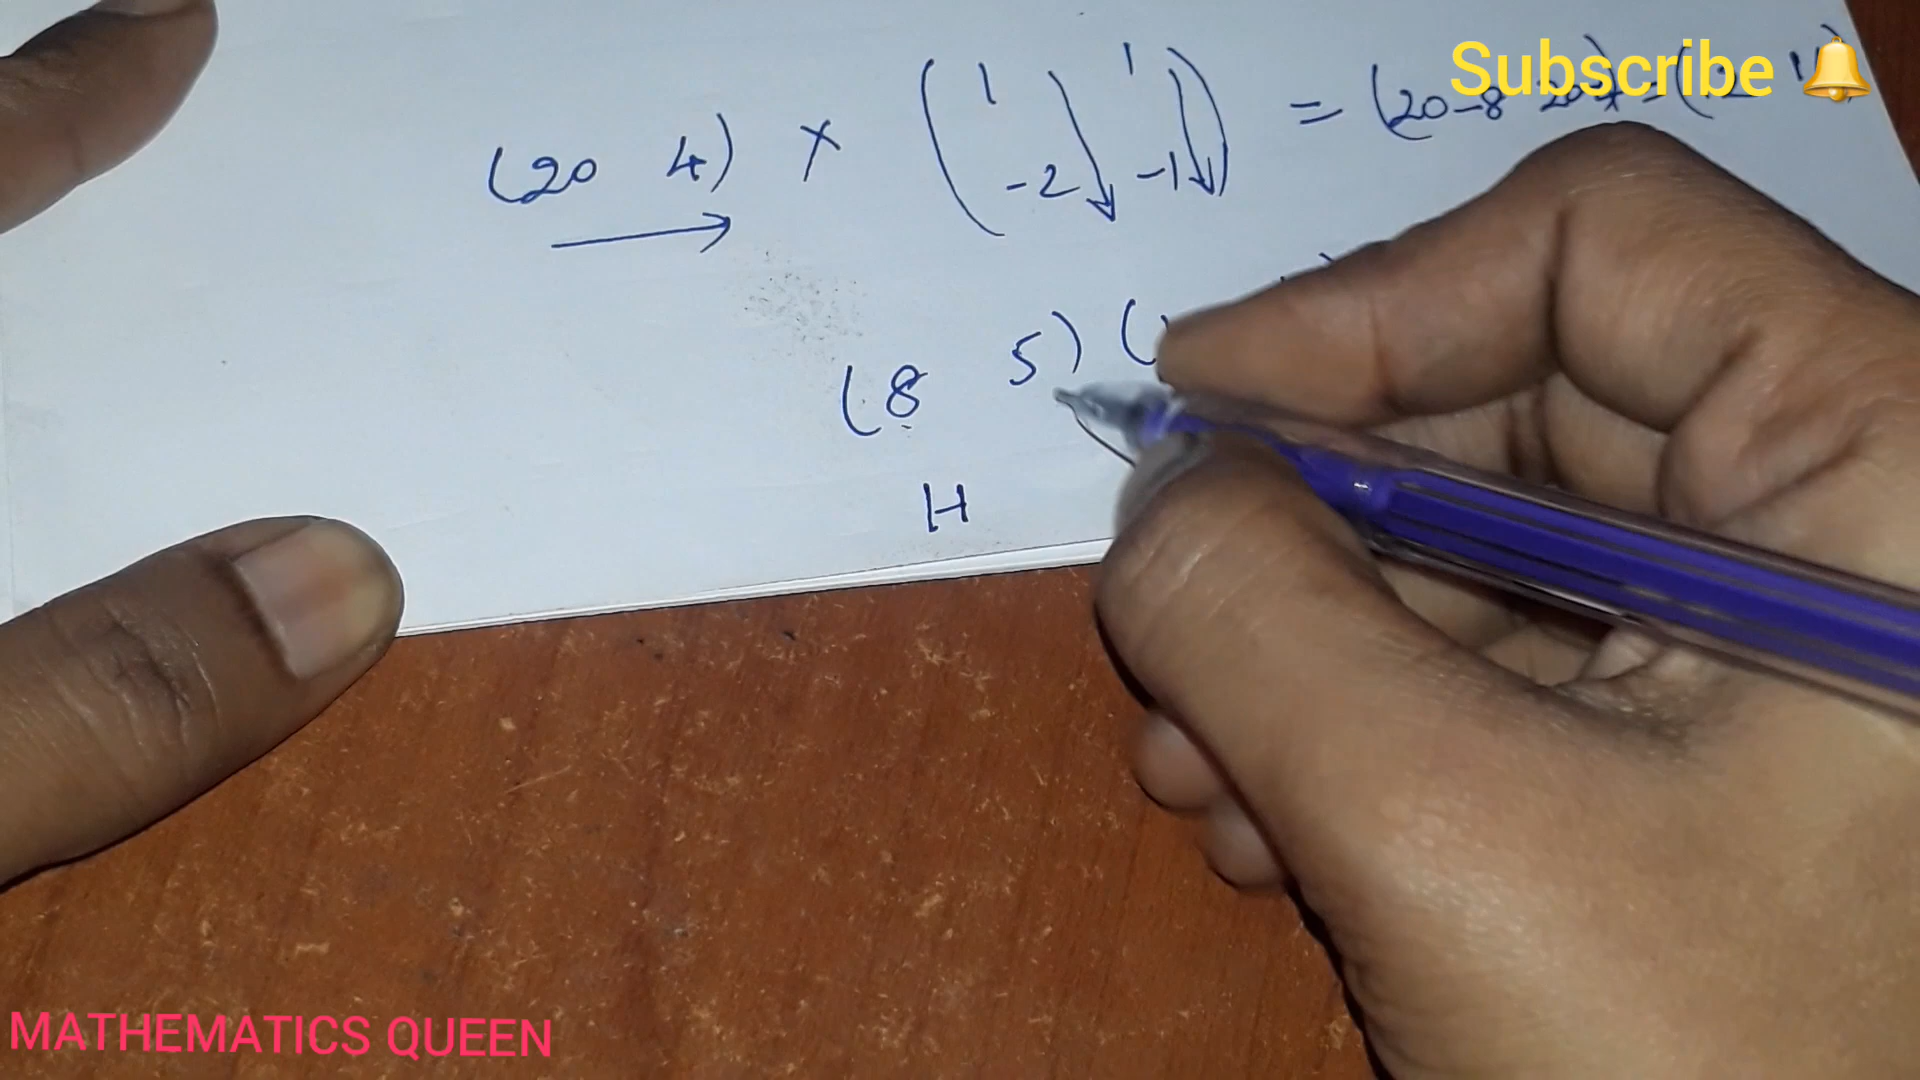 Subscribe 🔔
(20 4) × ( 1 1 = (20-8
-2 -1 )
(8 5) (
H
MATHEMATICS QUEEN